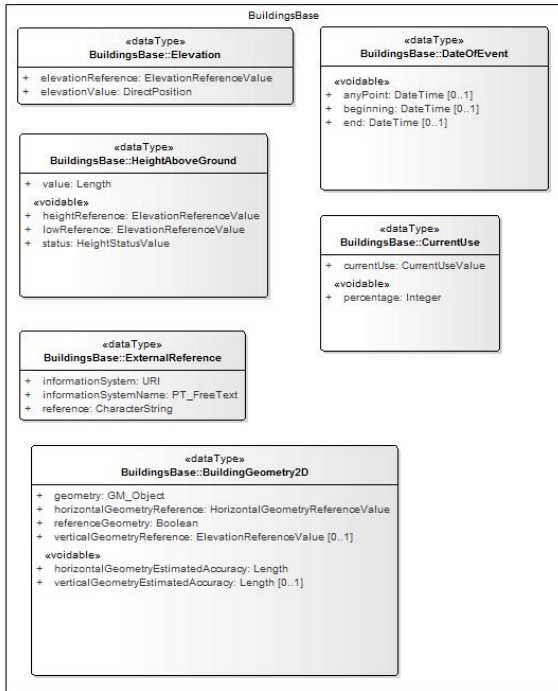 BuildingsBase
«dataType»
BuildingsBase::Elevation
+ elevationReference: ElevationReferenceValue
+ elevationValue: DirectPosition
«dataType»
BuildingsBase::DateOfEvent
«voidable»
+ anyPoint: DateTime [0..1]
+ beginning: DateTime [0..1]
+ end: DateTime [0..1]
«dataType»
BuildingsBase::HeightAboveGround
+ value: Length
«voidable»
+ heightReference: ElevationReferenceValue
+ lowReference: ElevationReferenceValue
+ status: HeightStatusValue
«dataType»
BuildingsBase::CurrentUse
+ currentUse: CurrentUseValue
«voidable»
+ percentage: Integer
«dataType»
BuildingsBase::ExternalReference
+ informationSystem: URI
+ informationSystemName: PT_FreeText
+ reference: CharacterString
«dataType»
BuildingsBase::BuildingGeometry2D
+ geometry: GM_Object
+ horizontalGeometryReference: HorizontalGeometryReferenceValue
+ referenceGeometry: Boolean
+ verticalGeometryReference: ElevationReferenceValue [0..1]
«voidable»
+ horizontalGeometryEstimatedAccuracy: Length
+ verticalGeometryEstimatedAccuracy: Length [0..1]